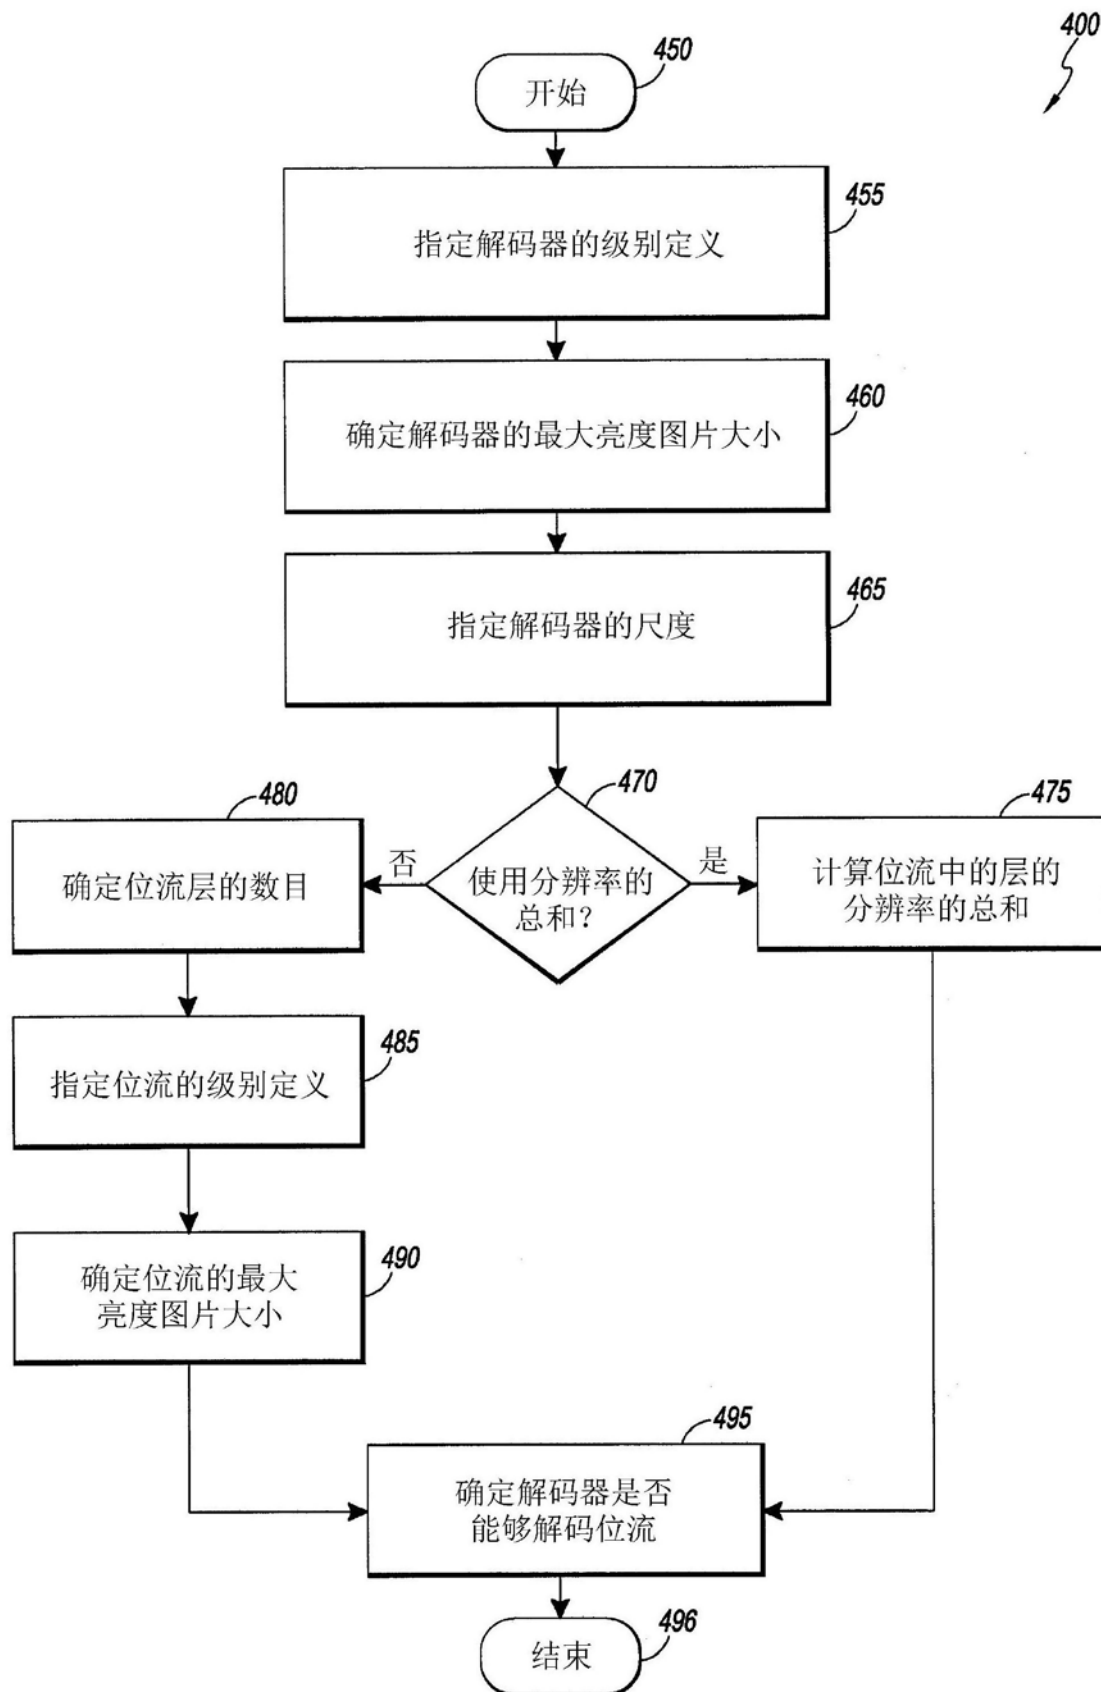 400
450
开始
455
指定解码器的级别定义
460
确定解码器的最大亮度图片大小
465
指定解码器的尺度
470
使用分辨率的
总和?
否
是
480
确定位流层的数目
475
计算位流中的层的
分辨率的总和
485
指定位流的级别定义
490
确定位流的最大
亮度图片大小
495
确定解码器是否
能够解码位流
结束
496